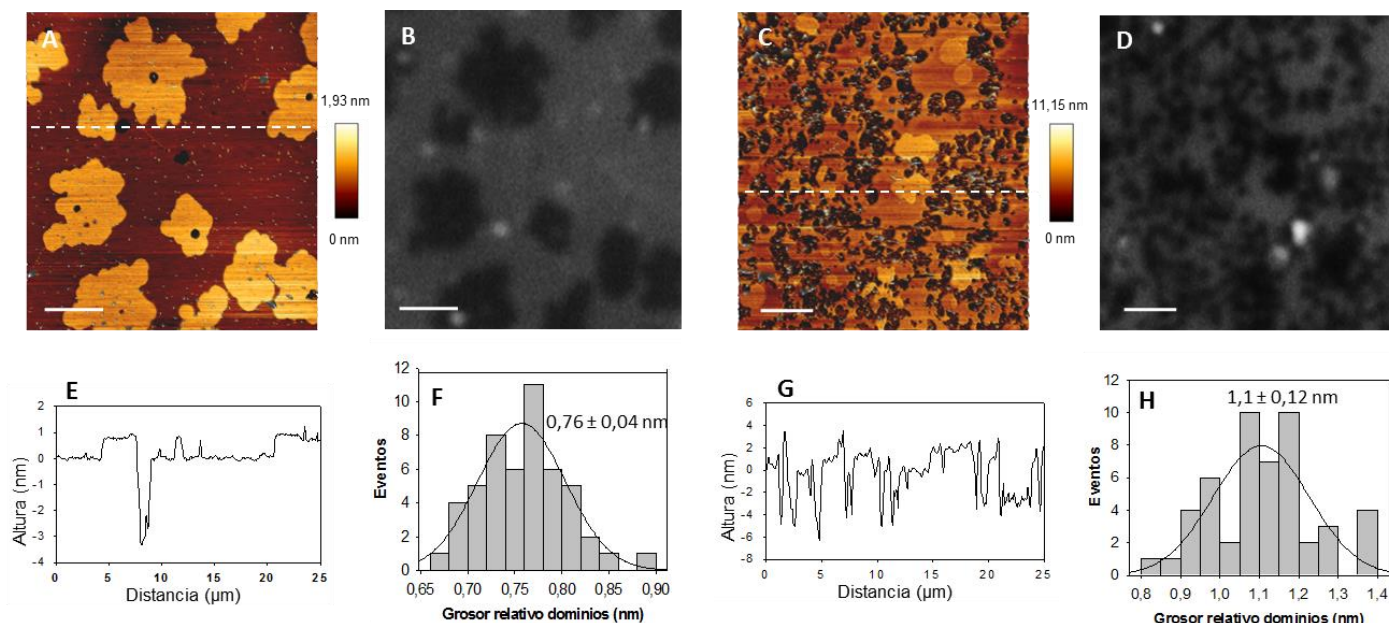 A
1,93 nm
0 nm
B
C
11,15 nm
0 nm
D
E
Altura (nm)
2
1
0
-1
-2
-3
-4
0 5 10 15 20 25
Distancia (µm)
F
0,76 ± 0,04 nm
Eventos
12
10
8
6
4
2
0
0,65 0,70 0,75 0,80 0,85 0,90
Grosor relativo dominios (nm)
G
Altura (nm)
6
4
2
0
-2
-4
-6
-8
0 5 10 15 20 25
Distancia (µm)
H
1,1 ± 0,12 nm
Eventos
12
10
8
6
4
2
0
0,8 0,9 1,0 1,1 1,2 1,3 1,4
Grosor relativo dominios (nm)